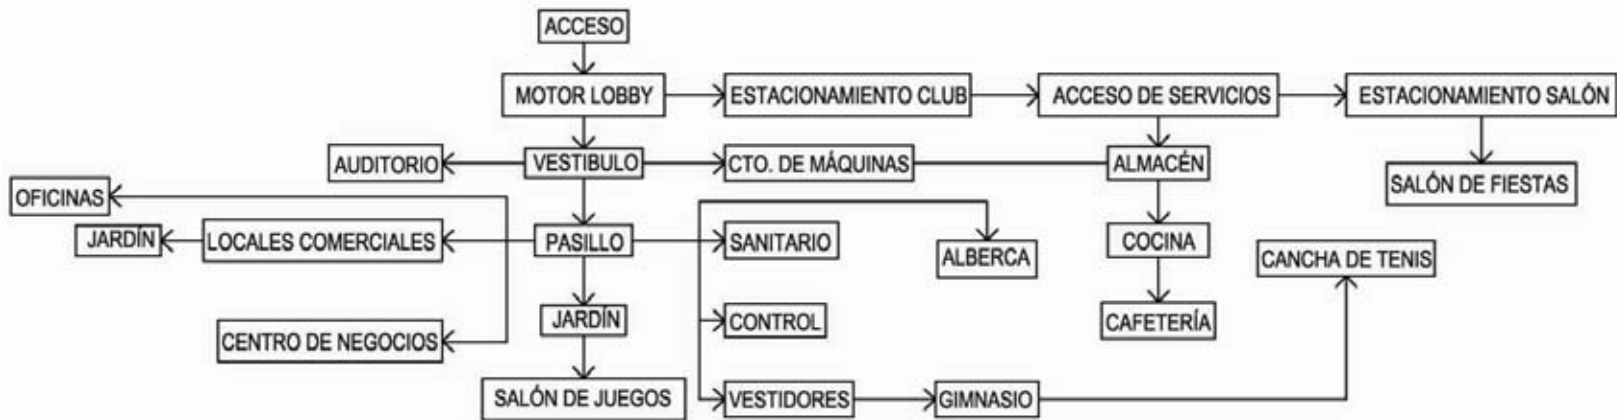 ACCESO
MOTOR LOBBY
ESTACIONAMIENTO CLUB
ACCESO DE SERVICIOS
ESTACIONAMIENTO SALÓN
AUDITORIO
VESTIBULO
CTO. DE MÁQUINAS
ALMACÉN
SALÓN DE FIESTAS
OFICINAS
JARDÍN
LOCALES COMERCIALES
PASILLO
SANITARIO
ALBERCA
COCINA
CANCHA DE TENIS
CENTRO DE NEGOCIOS
JARDÍN
CONTROL
CAFETERÍA
SALÓN DE JUEGOS
VESTIDORES
GIMNASIO